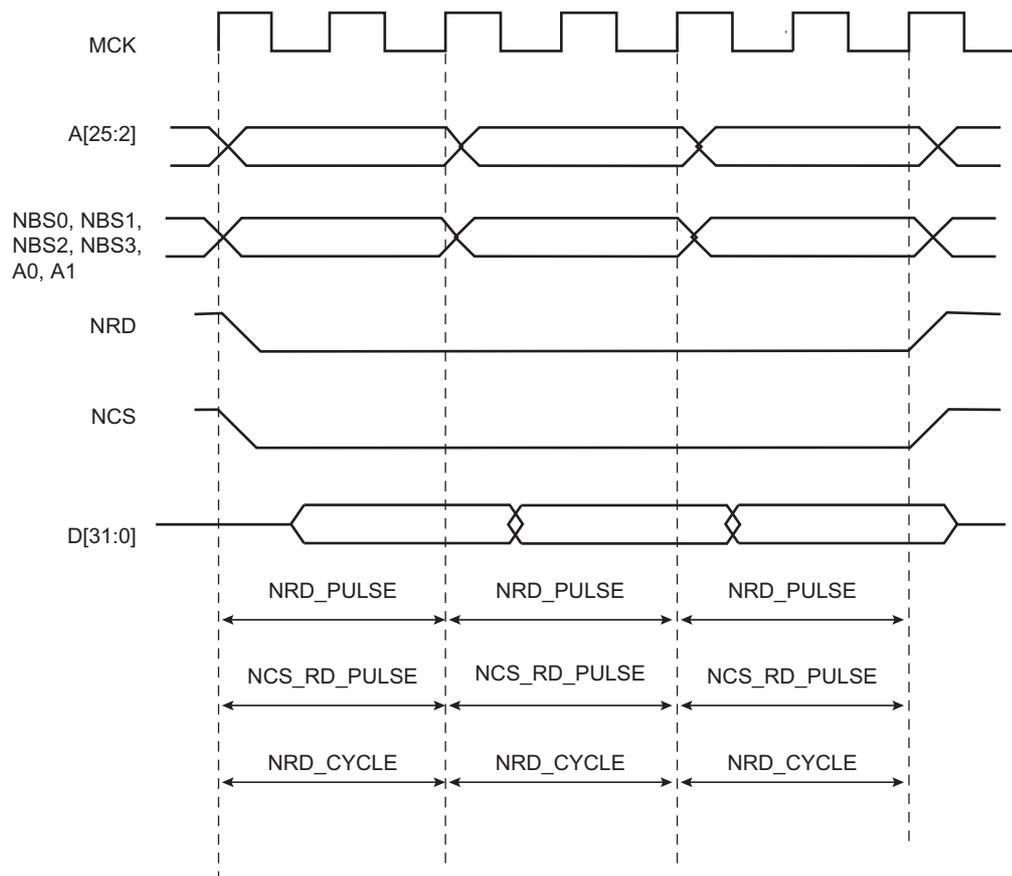 MCK
A[25:2]
NBS0, NBS1,
NBS2, NBS3,
A0, A1
NRD
NCS
D[31:0]
NRD_PULSE NRD_PULSE NRD_PULSE
NCS_RD_PULSE NCS_RD_PULSE NCS_RD_PULSE
NRD_CYCLE NRD_CYCLE NRD_CYCLE